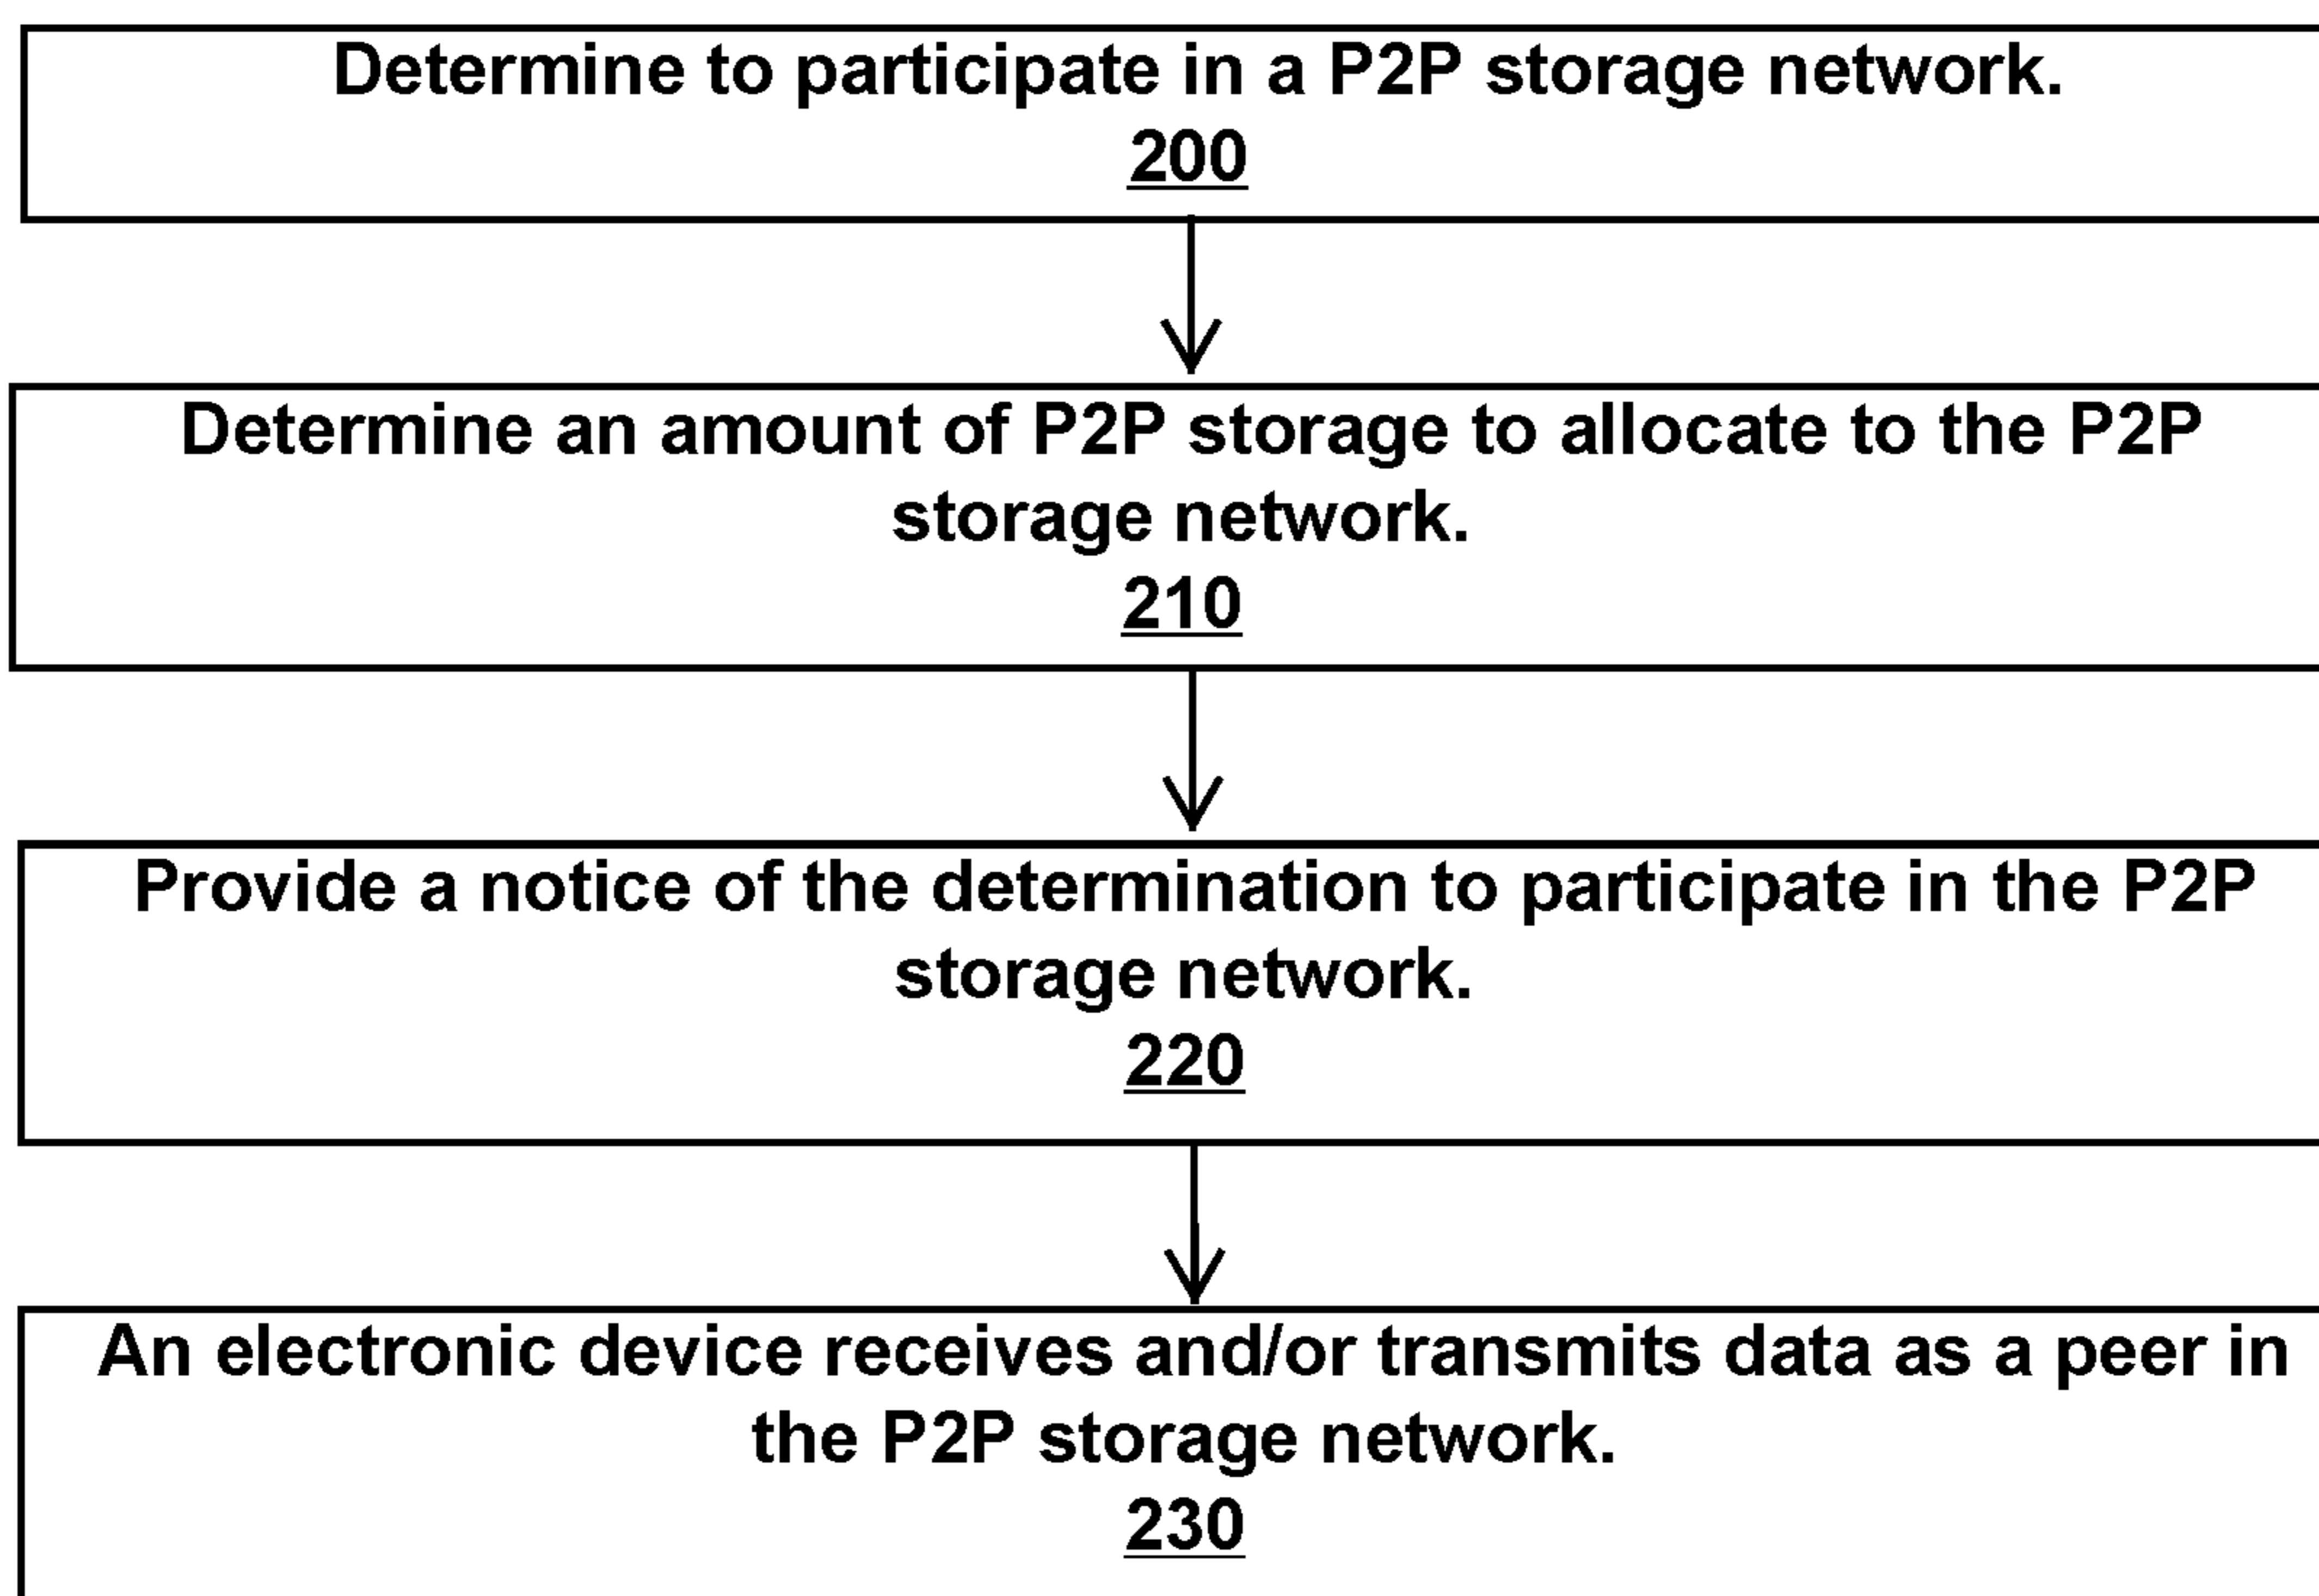 Determine to participate in a P2P storage network.
200
Determine an amount of P2P storage to allocate to the P2P
storage network.
210
Provide a notice of the determination to participate in the P2P
storage network.
220
An electronic device receives and/or transmits data as a peer in
the P2P storage network.
230